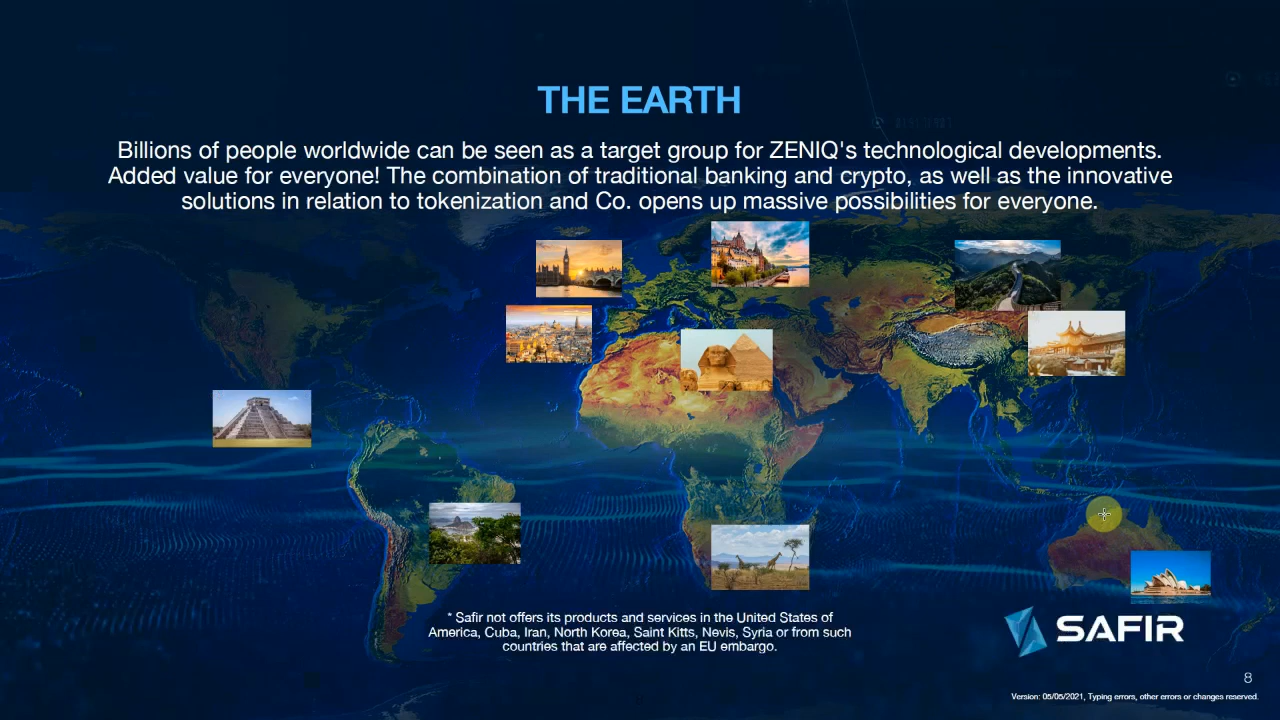 THE EARTH
Billions of people worldwide can be seen as a target group for ZENIQ's technological developments.
Added value for everyone! The combination of traditional banking and crypto, as well as the innovative
solutions in relation to tokenization and Co. opens up massive possibilities for everyone.
* Safir not offers its products and services in the United States of
America, Cuba, Iran, North Korea, Saint Kitts, Nevis, Syria or from such
countries that are affected by an EU embargo.
SAFIR
8
Version: 05/05/2021, Typing errors, other errors or changes reserved.